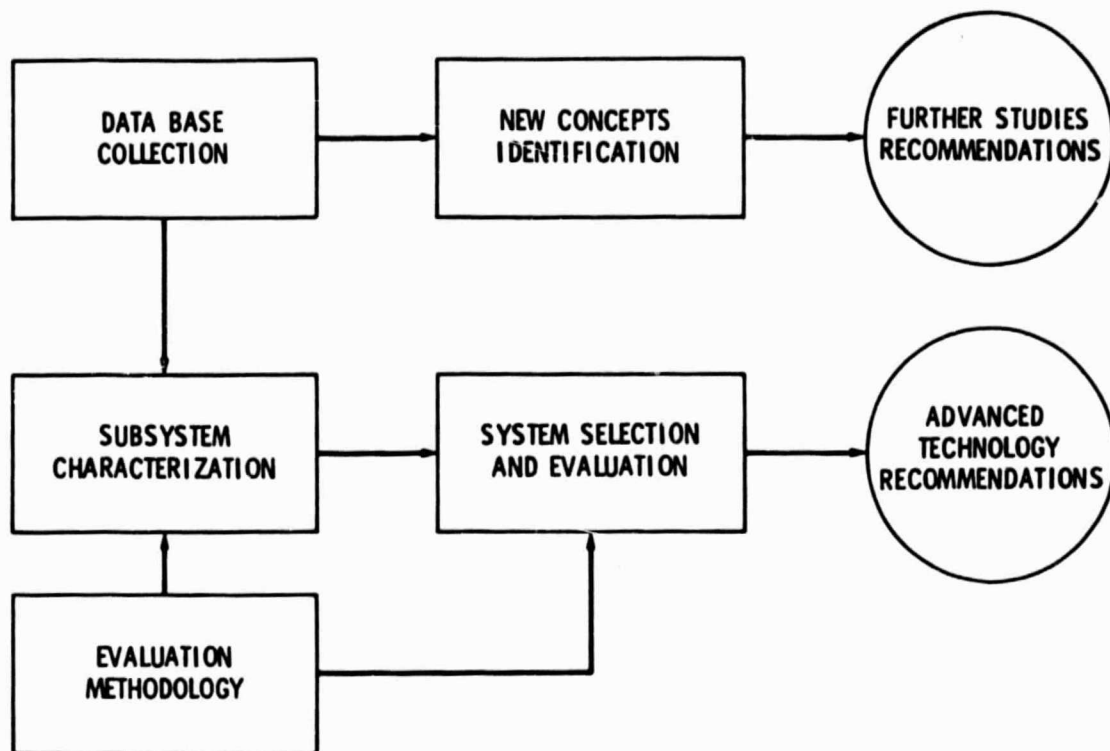 DATA BASE
COLLECTION
NEW CONCEPTS
IDENTIFICATION
FURTHER STUDIES
RECOMMENDATIONS
SUBSYSTEM
CHARACTERIZATION
SYSTEM SELECTION
AND EVALUATION
ADVANCED
TECHNOLOGY
RECOMMENDATIONS
EVALUATION
METHODOLOGY